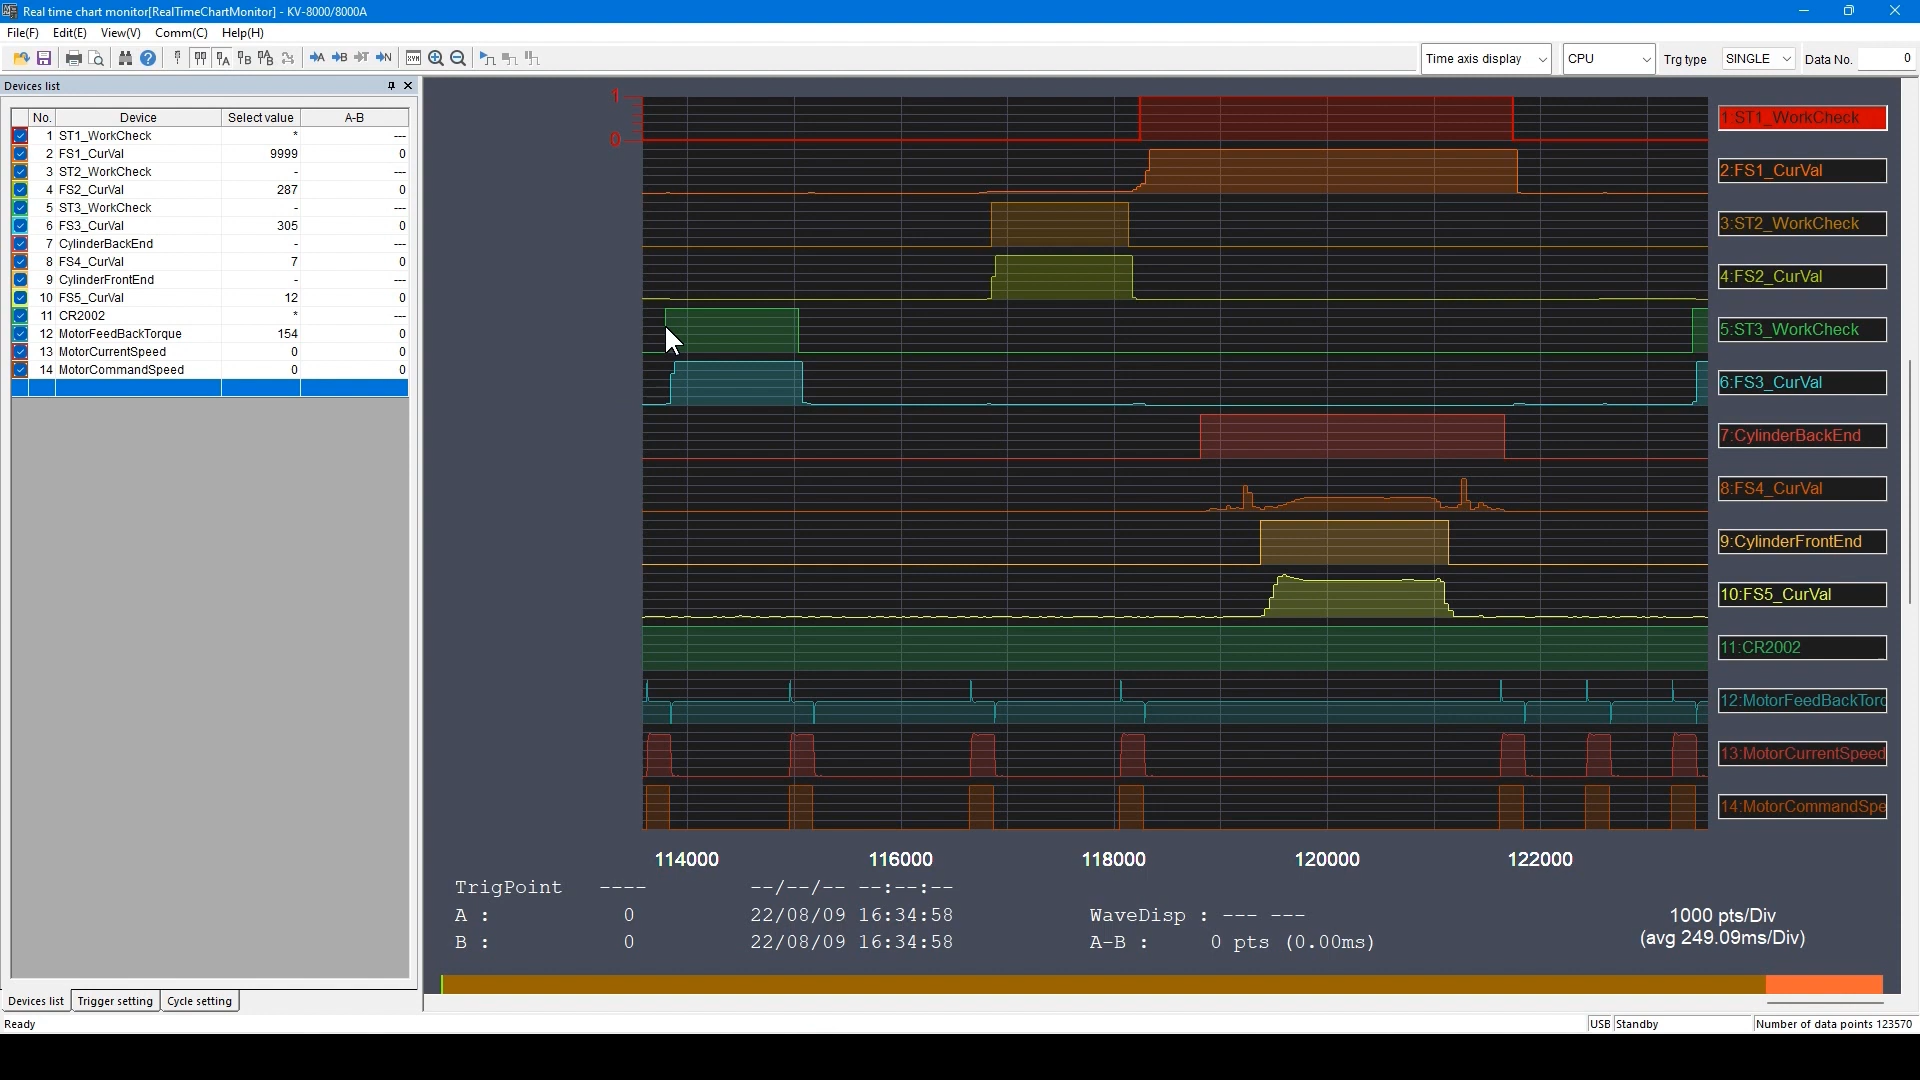 Real time chart monitor[RealTimeChartMonitor] - KV-8000/8000A
File(F) Edit(E) View(V) Comm(C) Help(H)
Time axis display CPU Trg type SINGLE Data No. 0
Devices list
No. Device Select value A-B
1 ST1_WorkCheck * ---
2 FS1_CurVal 9999 0
3 ST2_WorkCheck - ---
4 FS2_CurVal 287 0
5 ST3_WorkCheck - ---
6 FS3_CurVal 305 0
7 CylinderBackEnd - ---
8 FS4_CurVal 7 0
9 CylinderFrontEnd - ---
10 FS5_CurVal 12 0
11 CR2002 * ---
12 MotorFeedBackTorque 154 0
13 MotorCurrentSpeed 0 0
14 MotorCommandSpeed 0 0
1
0
1:ST1_WorkCheck
2:FS1_CurVal
3:ST2_WorkCheck
4:FS2_CurVal
5:ST3_WorkCheck
6:FS3_CurVal
7:CylinderBackEnd
8:FS4_CurVal
9:CylinderFrontEnd
10:FS5_CurVal
11:CR2002
12:MotorFeedBackTorc
13:MotorCurrentSpeed
14:MotorCommandSpe
114000 116000 118000 120000 122000
TrigPoint ---- --/--/-- --:--:--
A : 0 22/08/09 16:34:58 WaveDisp : --- ---
B : 0 22/08/09 16:34:58 A-B : 0 pts (0.00ms)
1000 pts/Div
(avg 249.09ms/Div)
Devices list Trigger setting Cycle setting
Ready USB Standby Number of data points 123570